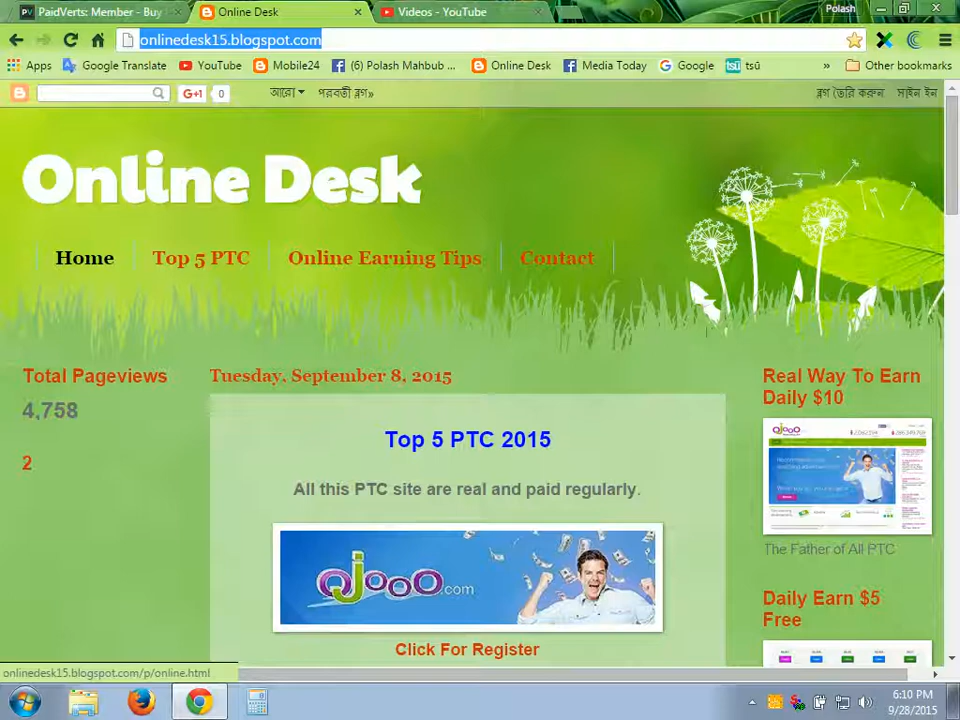 PaidVerts: Member - Buy
Online Desk
Videos - YouTube
Polash
onlinedesk15.blogspot.com
Apps
Google Translate
YouTube
Mobile24
(6) Polash Mahbub ...
Online Desk
Media Today
Google
tsū
»
Other bookmarks
G+1 0
আরো
পরবর্তী ব্লগ»
ব্লগ তৈরি করুন
সাইন ইন
Online Desk
Home
Top 5 PTC
Online Earning Tips
Contact
Total Pageviews
4,758
2
Tuesday, September 8, 2015
Top 5 PTC 2015
All this PTC site are real and paid regularly.
ojooo.com
Click For Register
Real Way To Earn
Daily $10
ojooo
The Father of All PTC
Daily Earn $5
Free
onlinedesk15.blogspot.com/p/online.html
6:10 PM
9/28/2015